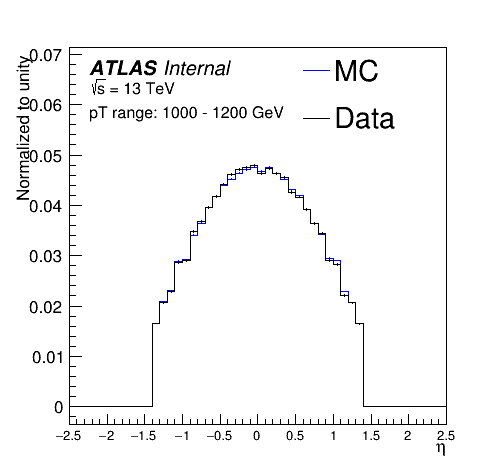 Normalized to unity
0.07
0.06
0.05
0.04
0.03
0.02
0.01
0
ATLAS Internal
√s = 13 TeV
pT range: 1000 - 1200 GeV
MC
Data
−2.5 −2 −1.5 −1 −0.5 0 0.5 1 1.5 2 2.5
η